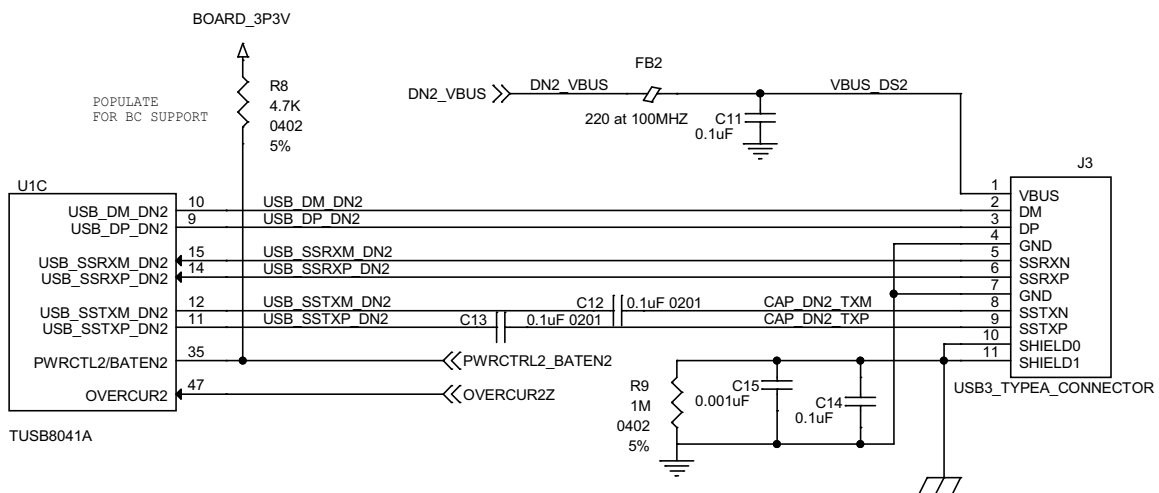 BOARD_3P3V
R8
4.7K
0402
5%
POPULATE
FOR BC SUPPORT
FB2
DN2_VBUS
DN2_VBUS
VBUS_DS2
220 at 100MHZ
C11
0.1uF
J3
U1C
USB_DM_DN2
10
USB_DM_DN2
USB_DP_DN2
9
USB_DP_DN2
USB_SSRXM_DN2
15
USB_SSRXM_DN2
USB_SSRXP_DN2
14
USB_SSRXP_DN2
USB_SSTXM_DN2
12
USB_SSTXM_DN2
C12
0.1uF 0201
CAP_DN2_TXM
USB_SSTXP_DN2
11
USB_SSTXP_DN2
C13
0.1uF 0201
CAP_DN2_TXP
PWRCTL2/BATEN2
35
PWRCTRL2_BATEN2
OVERCUR2
47
OVERCUR2Z
TUSB8041A
1
VBUS
2
DM
3
DP
4
GND
5
SSRXN
6
SSRXP
7
GND
8
SSTXN
9
SSTXP
10
SHIELD0
11
SHIELD1
USB3_TYPEA_CONNECTOR
R9
1M
0402
5%
C15
0.001uF
C14
0.1uF